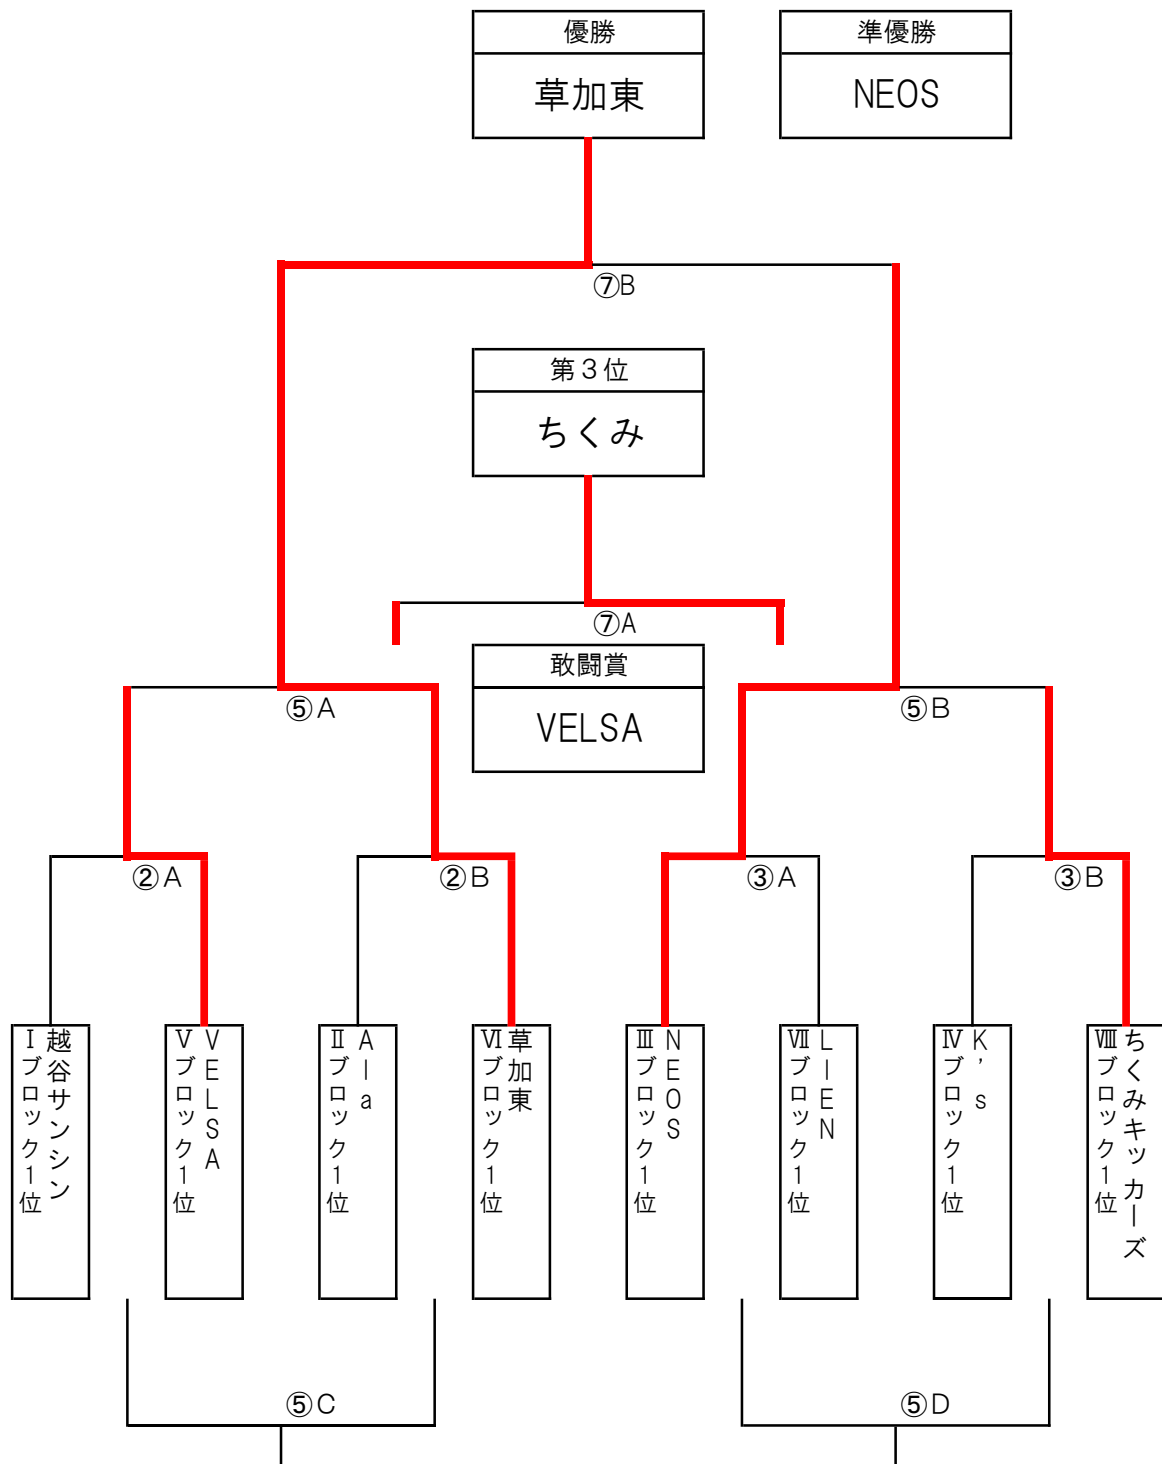 優勝
草加東
準優勝
NEOS
⑦B
第３位
ちくみ
⑦A
敢闘賞
VELSA
⑤A
⑤B
②A
②B
③A
③B
越谷サンシン
Ⅰブロック1位
VELSA
Ⅴブロック1位
Ala
Ⅱブロック1位
草加東
Ⅵブロック1位
NEOS
Ⅲブロック1位
LIEN
Ⅶブロック1位
K's
Ⅳブロック1位
ちくみキッカーズ
Ⅷブロック1位
⑤C
⑤D